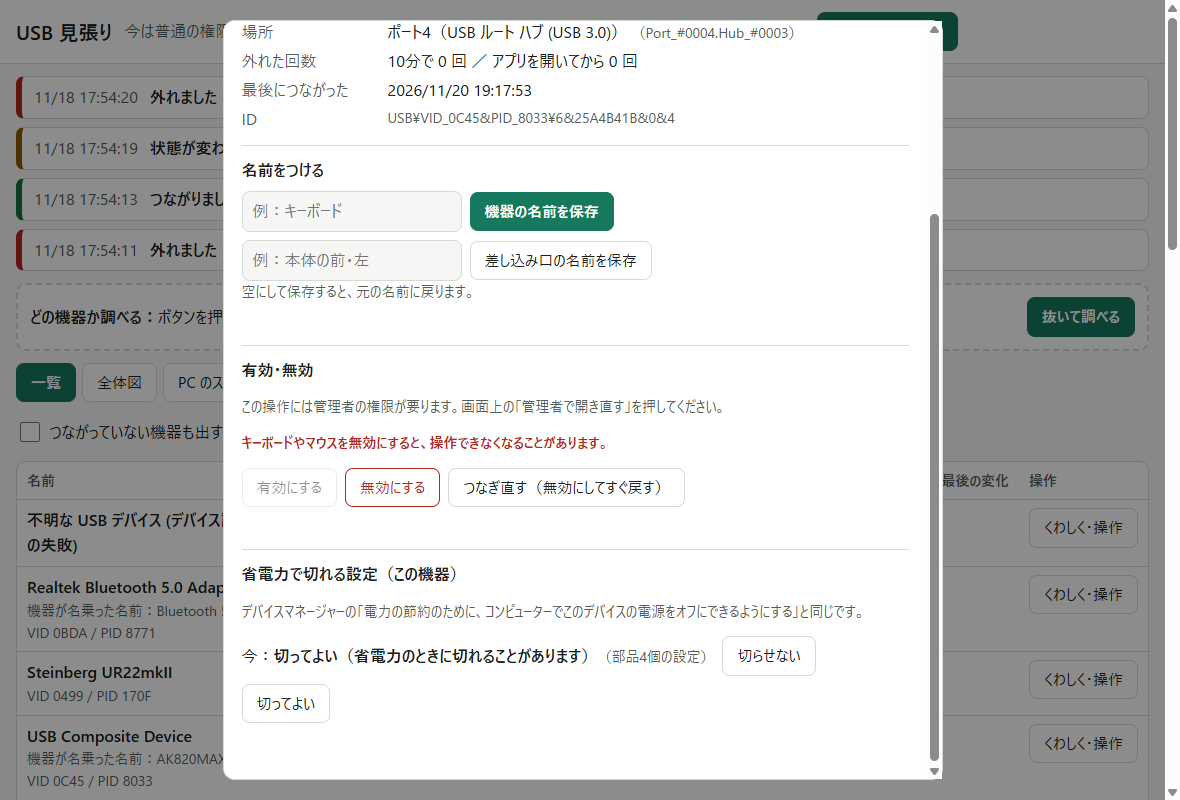 USB 見張り 今は普通の権限
11/18 17:54:20 外れました
11/18 17:54:19 状態が変わ
11/18 17:54:13 つながりまし
11/18 17:54:11 外れました
どの機器か調べる：ボタンを押
抜いて調べる
一覧 全体図 PC のス
つながっていない機器も出す
名前 最後の変化 操作
不明な USB デバイス (デバイス
の失敗)
くわしく・操作
Realtek Bluetooth 5.0 Adap
機器が名乗った名前：Bluetooth
VID 0BDA / PID 8771
くわしく・操作
Steinberg UR22mkII
VID 0499 / PID 170F
くわしく・操作
USB Composite Device
機器が名乗った名前：AK820MAX
VID 0C45 / PID 8033
くわしく・操作
場所 ポート4（USB ルート ハブ (USB 3.0)）（Port_#0004.Hub_#0003）
外れた回数 10分で 0 回 ／ アプリを開いてから 0 回
最後につながった 2026/11/20 19:17:53
ID USB¥VID_0C45&PID_8033¥6&25A4B41B&0&4
名前をつける
例：キーボード 機器の名前を保存
例：本体の前・左 差し込み口の名前を保存
空にして保存すると、元の名前に戻ります。
有効・無効
この操作には管理者の権限が要ります。画面上の「管理者で開き直す」を押してください。
キーボードやマウスを無効にすると、操作できなくなることがあります。
有効にする 無効にする つなぎ直す（無効にしてすぐ戻す）
省電力で切れる設定（この機器）
デバイスマネージャーの「電力の節約のために、コンピューターでこのデバイスの電源をオフにできるようにする」と同じです。
今：切ってよい（省電力のときに切れることがあります）（部品4個の設定） 切らせない
切ってよい